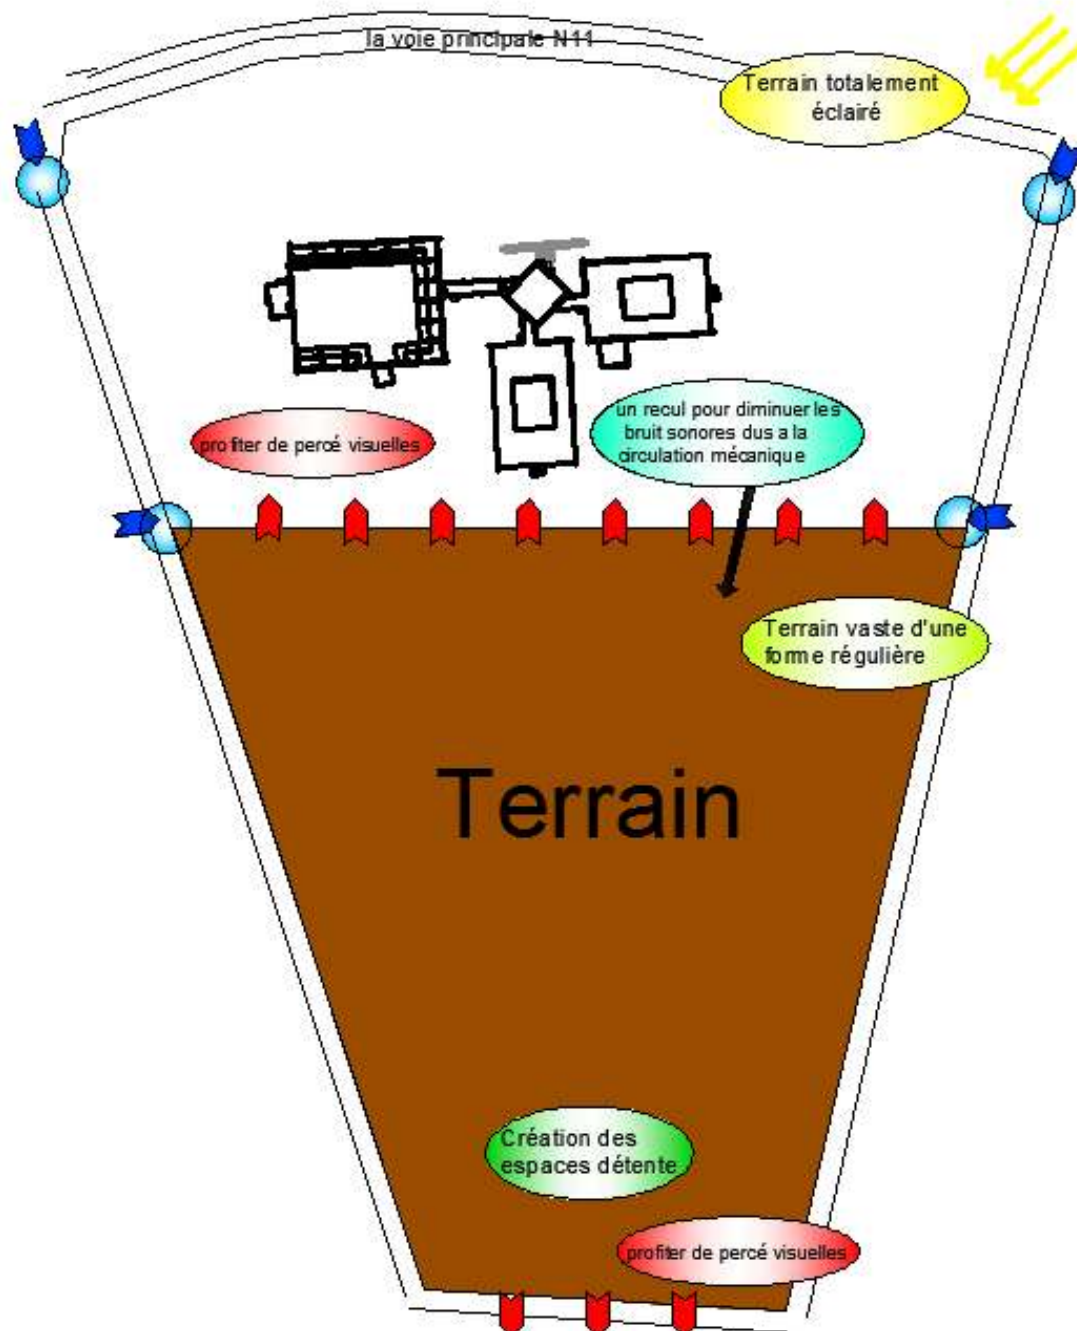 la voie principale N11
Terrain totalement
éclairé
un recul pour diminuer les
bruit sonores dus a la
circulation mécanique
profiter de percé visuelles
Terrain vaste d'une
forme régulière
Terrain
Création des
espaces détente
profiter de percé visuelles